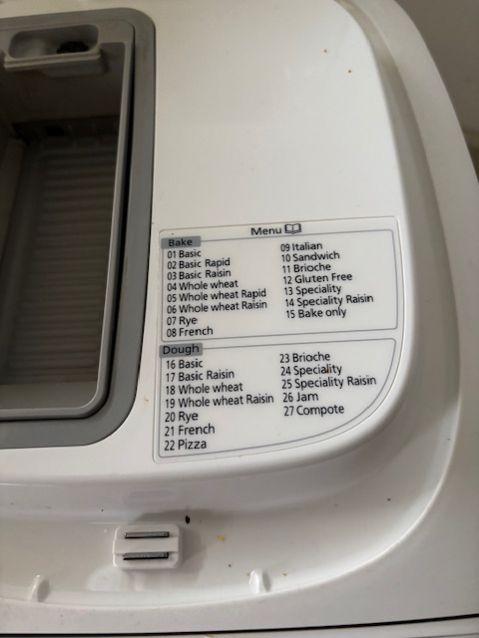 Menu
Bake
01 Basic
02 Basic Rapid
03 Basic Raisin
04 Whole wheat
05 Whole wheat Rapid
06 Whole wheat Raisin
07 Rye
08 French
09 Italian
10 Sandwich
11 Brioche
12 Gluten Free
13 Speciality
14 Speciality Raisin
15 Bake only
Dough
16 Basic
17 Basic Raisin
18 Whole wheat
19 Whole wheat Raisin
20 Rye
21 French
22 Pizza
23 Brioche
24 Speciality
25 Speciality Raisin
26 Jam
27 Compote